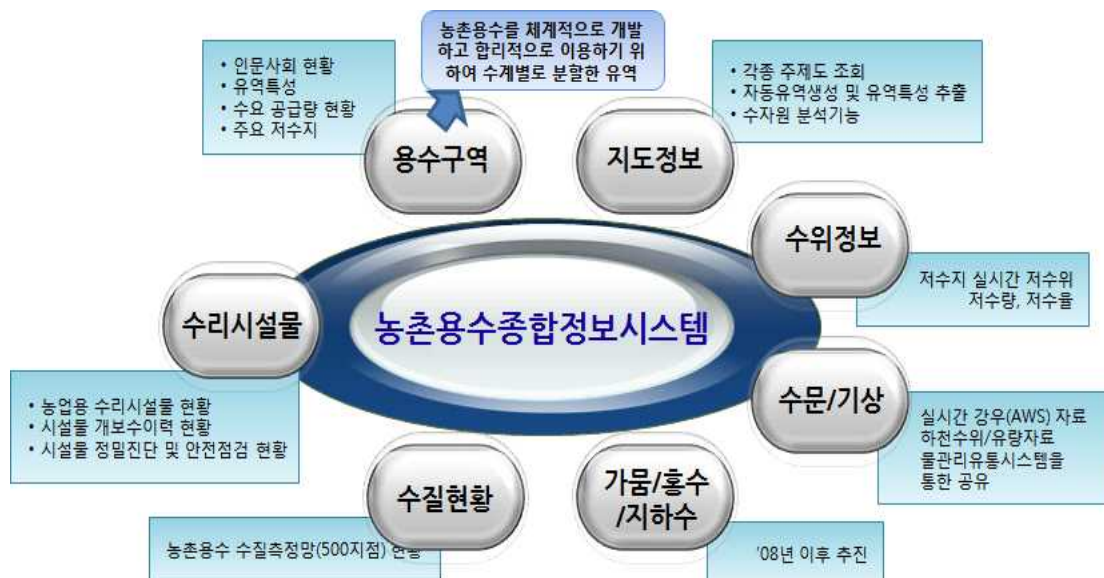 농촌용수를 체계적으로 개발
하고 합리적으로 이용하기 위
하여 수계별로 분할한 유역
• 인문사회 현황
• 유역특성
• 수요 공급량 현황
• 주요 저수지
용수구역
• 각종 주제도 조회
• 자동유역생성 및 유역특성 추출
• 수자원 분석기능
지도정보
수위정보
저수지 실시간 저수위
저수량, 저수율
수리시설물
농촌용수종합정보시스템
• 농업용 수리시설물 현황
• 시설물 개보수이력 현황
• 시설물 정밀진단 및 안전점검 현황
수문/기상
실시간 강우(AWS) 자료
하천수위/유량자료
물관리유통시스템을
통한 공유
수질현황
농촌용수 수질측정망(500지점) 현황
가뭄/홍수
/지하수
'08년 이후 추진